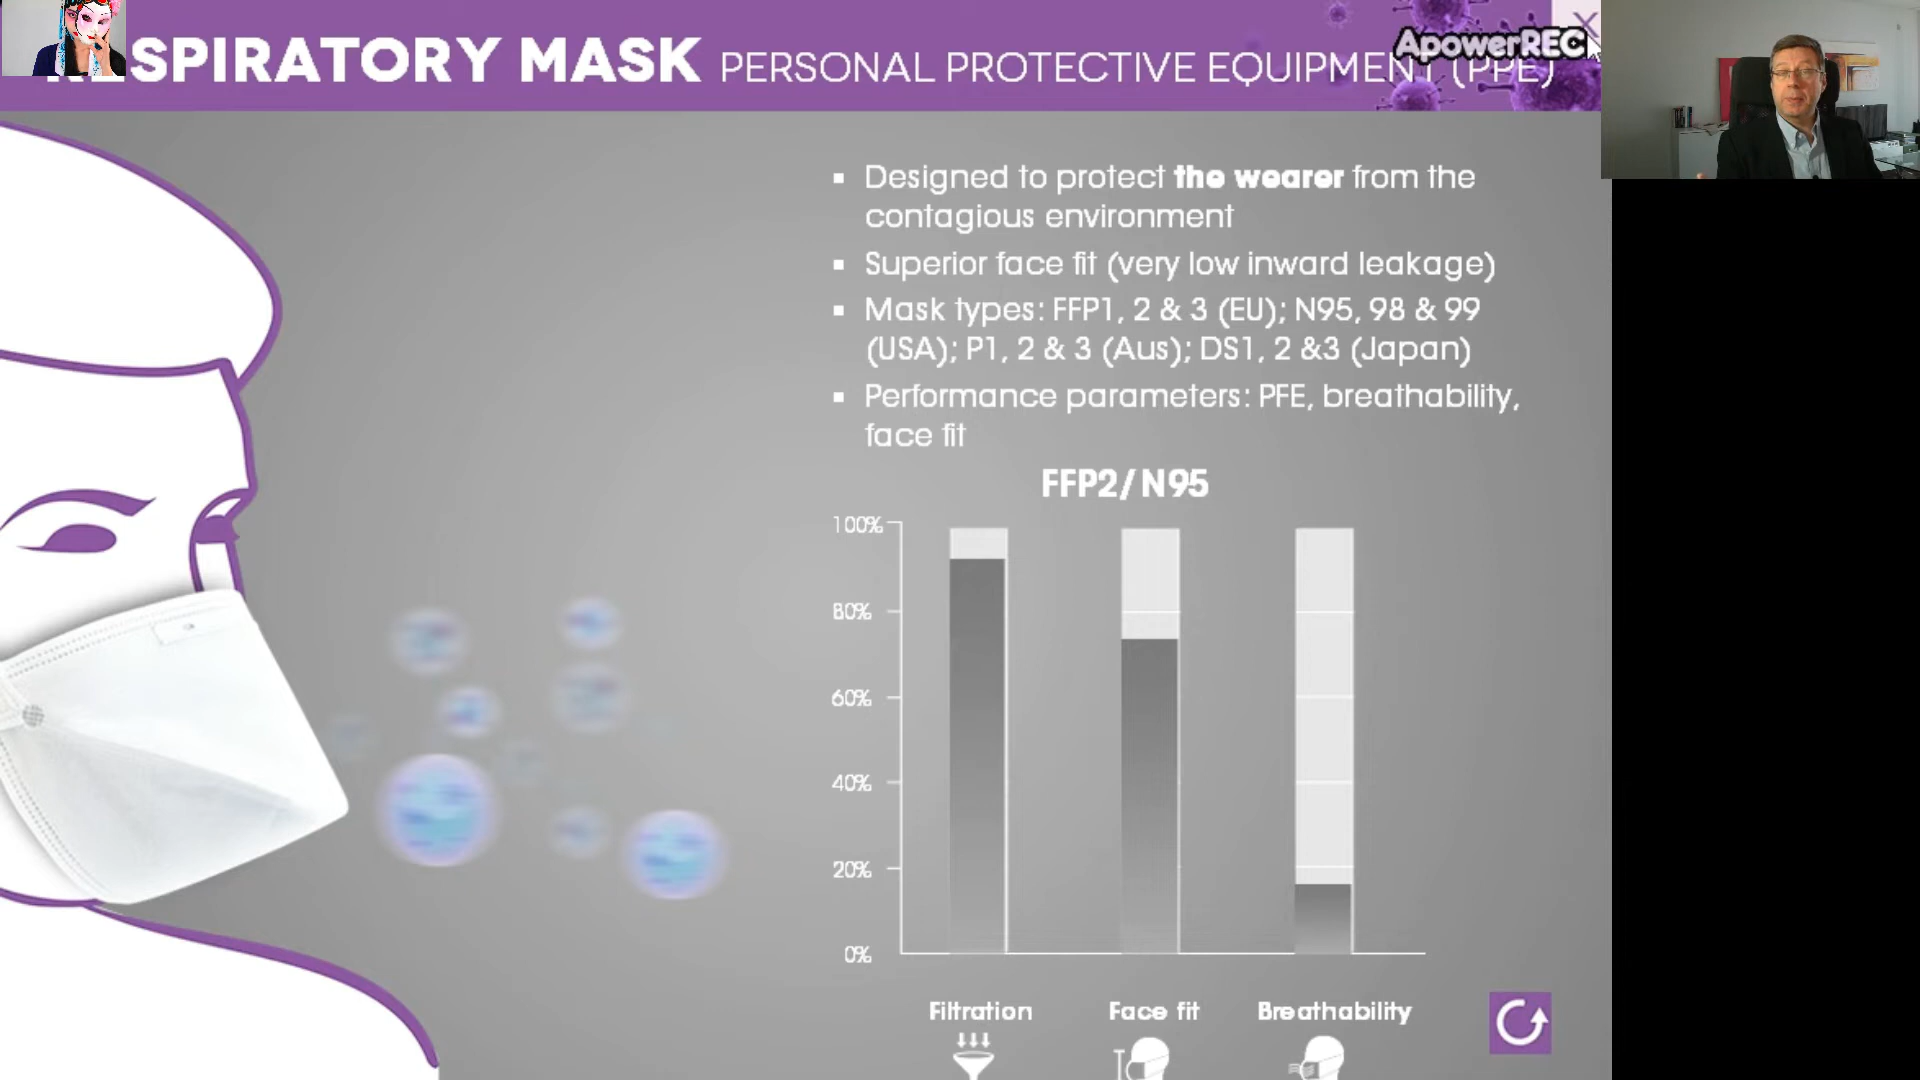 SPIRATORY MASK PERSONAL PROTECTIVE EQUIPMENT (PPE)
ApowerREC
Designed to protect the wearer from the
contagious environment
Superior face fit (very low inward leakage)
Mask types: FFP1, 2 & 3 (EU); N95, 98 & 99
(USA); P1, 2 & 3 (Aus); DS1, 2 &3 (Japan)
Performance parameters: PFE, breathability,
face fit
FFP2/N95
100%
80%
60%
40%
20%
0%
Filtration Face fit Breathability